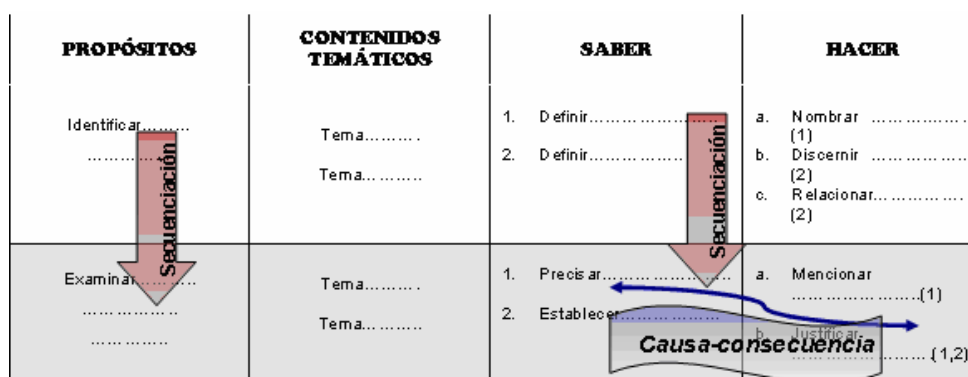 PROPÓSITOS
CONTENIDOS
TEMÁTICOS
SABER
HACER
Identificar.........
................
Tema..........
Tema...........
1. Definir........................
2. Definir................
a. Nombrar ..................
(1)
b. Discernir ..................
(2)
c. Relacionar..................
(2)
Secuenciación
Secuenciación
Examinar...........
..................
..............
Tema..........
Tema...........
1. Precisar........................
2. Establecer..................
a. Mencionar
........................(1)
b. Justificar
........................ (1,2)
Causa-consecuencia